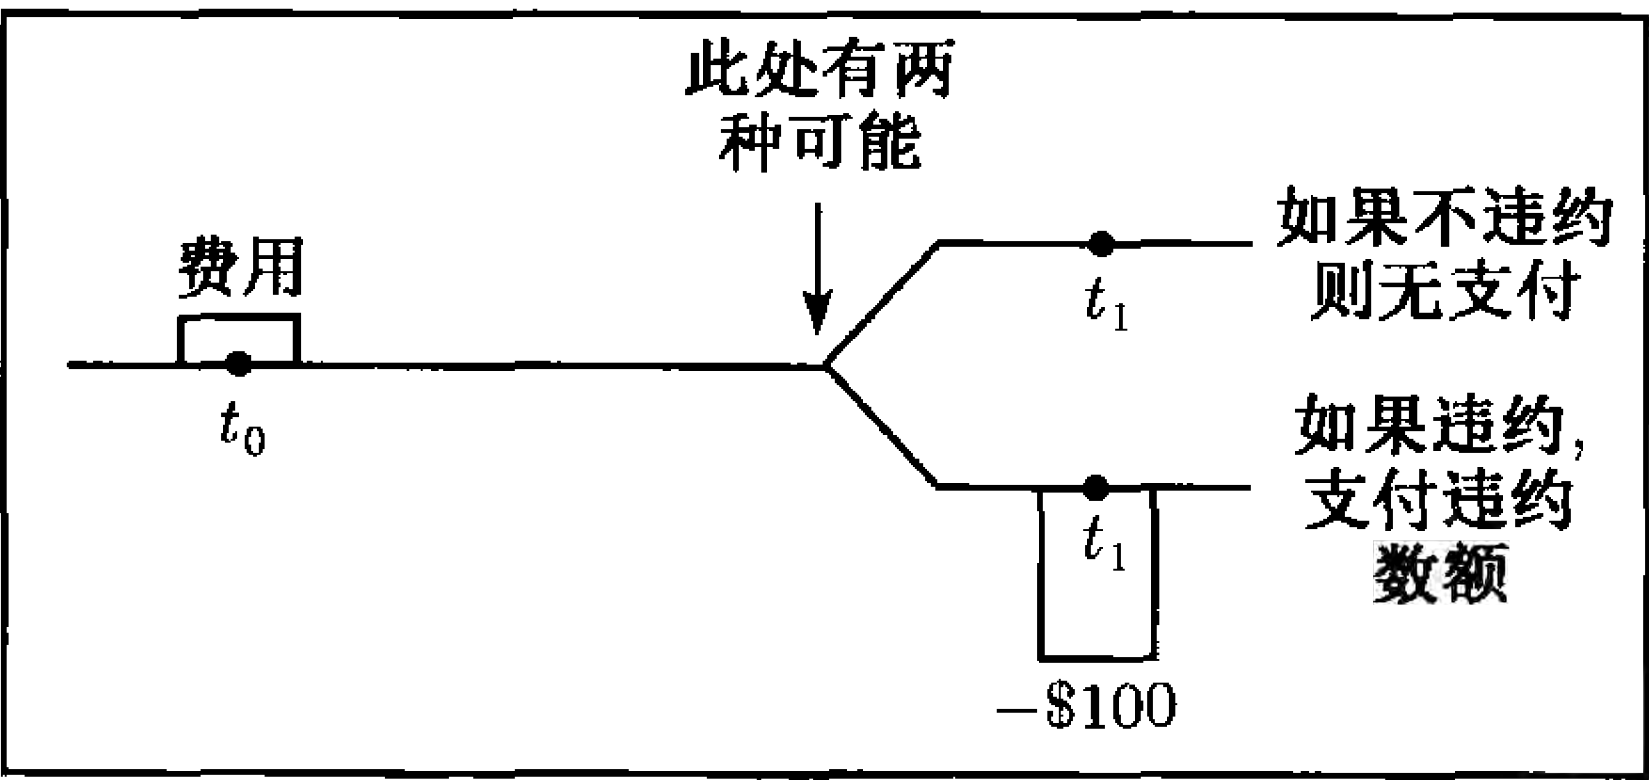 此处有两
种可能
费用
t₀
t₁
如果不违约
则无支付
t₁
如果违约,
支付违约
数额
−$100